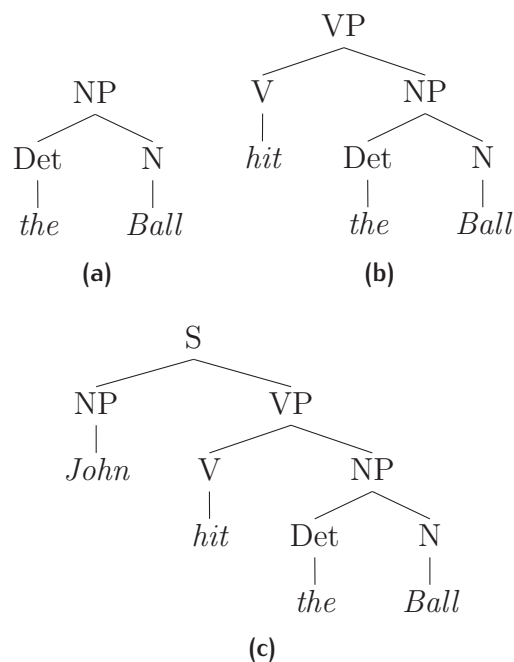 VP
NP V NP
Det N hit Det N
the Ball the Ball
(a) (b)
S
NP VP
John V NP
hit Det N
the Ball
(c)